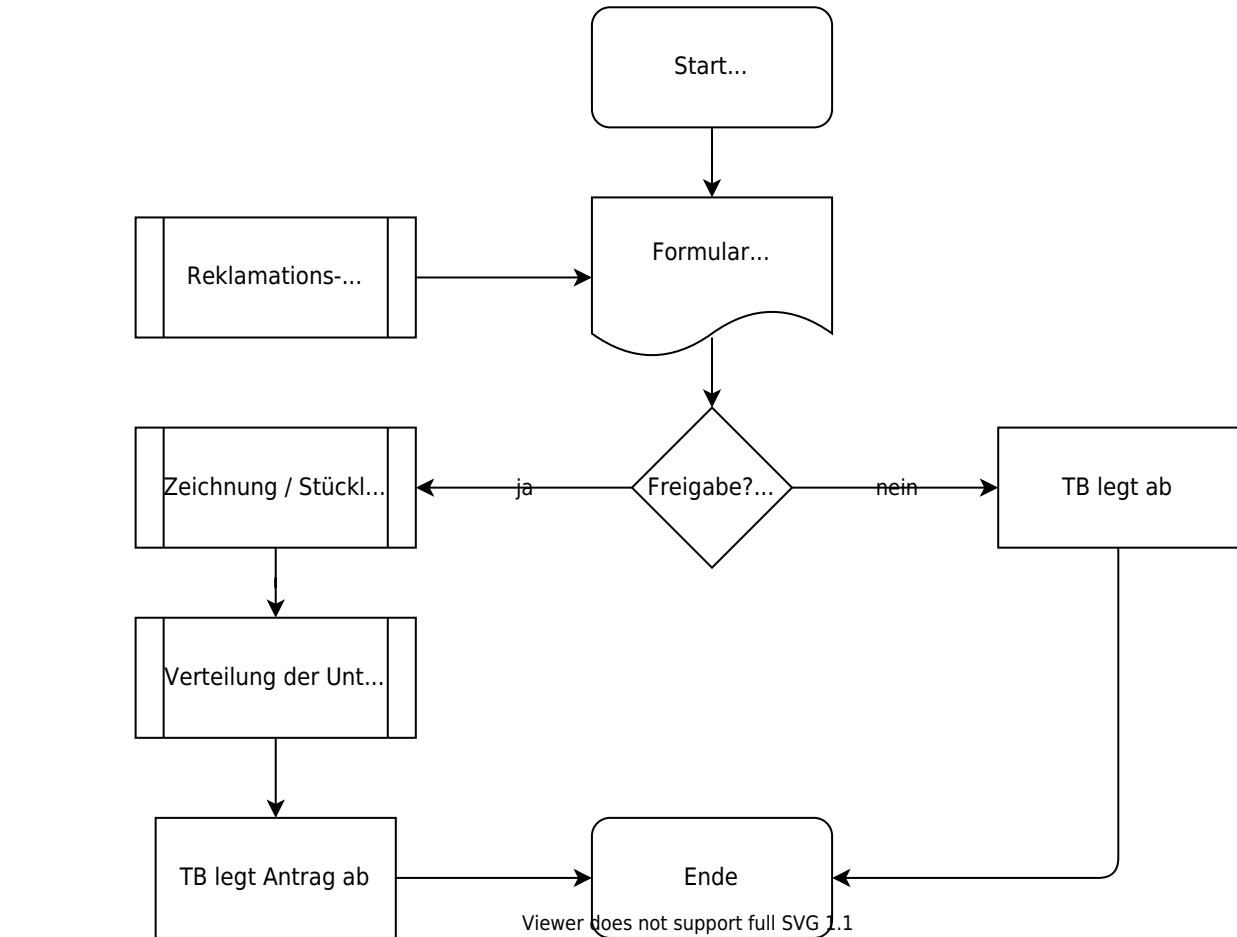 Start...
Formular...
Reklamations-...
Zeichnung / Stückl...
ja
Freigabe?...
nein
TB legt ab
Verteilung der Unt...
TB legt Antrag ab
Ende
Viewer does not support full SVG 1.1